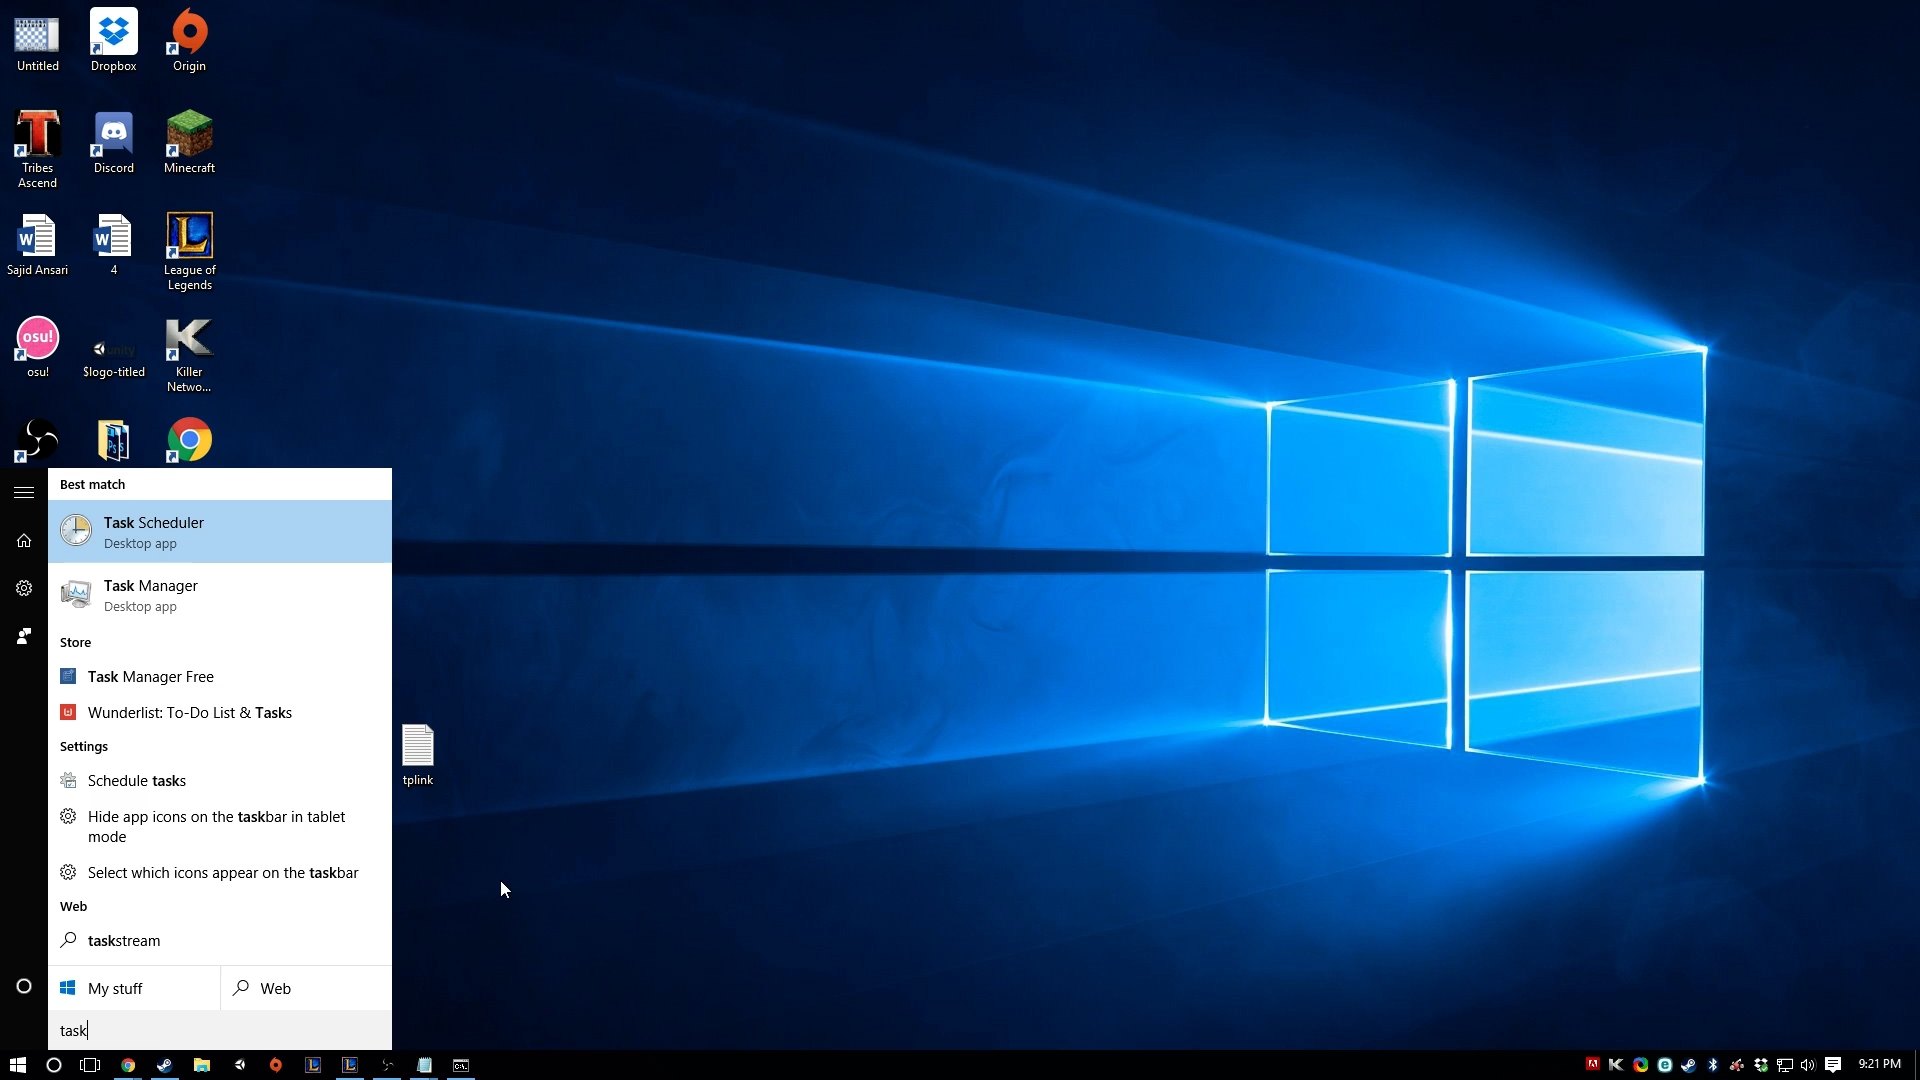 Untitled
Dropbox
Origin
Tribes
Ascend
Discord
Minecraft
Sajid Ansari
4
League of
Legends
osu!
osu!
unity
$logo-titled
Killer
Netwo...
Best match
Task Scheduler
Desktop app
Task Manager
Desktop app
Store
Task Manager Free
Wunderlist: To-Do List & Tasks
Settings
Schedule tasks
Hide app icons on the taskbar in tablet
mode
Select which icons appear on the taskbar
Web
taskstream
My stuff
Web
task
tplink
9:21 PM